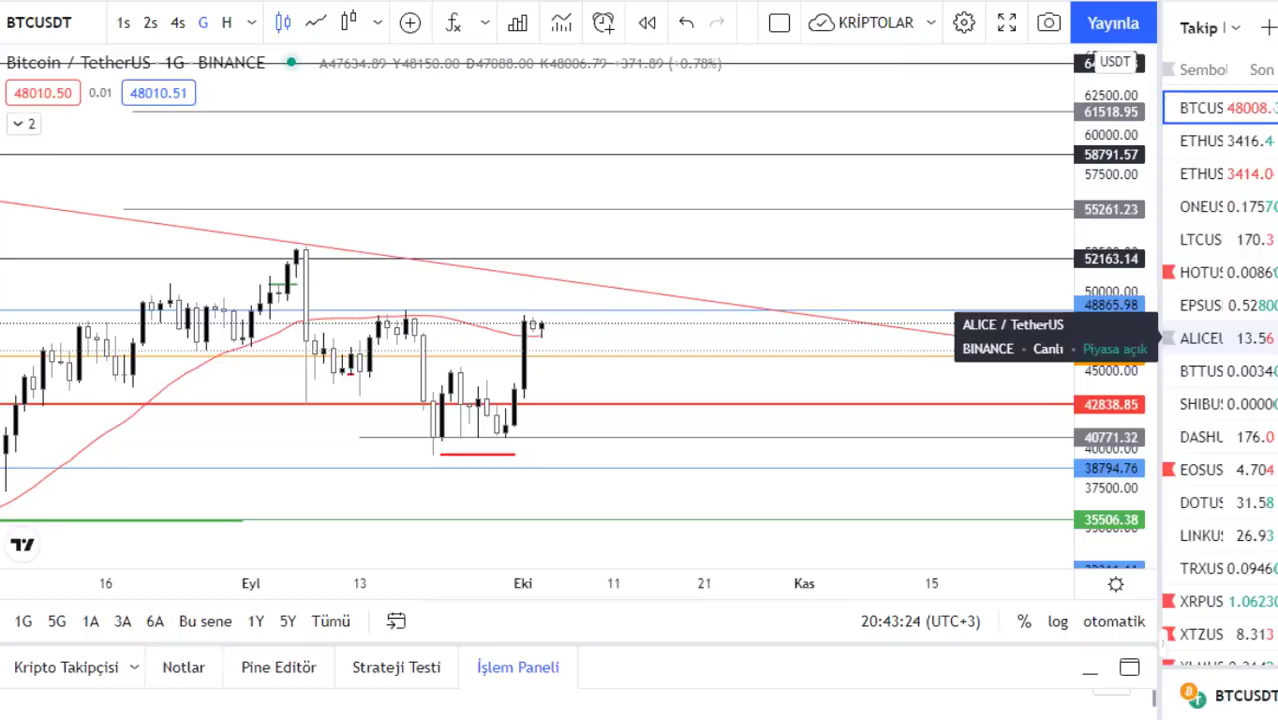 BTCUSDT 1s 2s 4s G H KRİPTOLAR Yayınla Takip l
Bitcoin / TetherUS 1G BINANCE A47634.89 Y48150.00 D47088.00 K48006.79 +371.89 (+0.78%) USDT
48010.50 0.01 48010.51
2
62500.00
61518.95
60000.00
58791.57
57500.00
55261.23
52163.14
50000.00
48865.98
45000.00
42838.85
40771.32
40000.00
38794.76
37500.00
35506.38
ALICE / TetherUS
BINANCE • Canlı • Piyasa açık
16 Eyl 13 Eki 11 21 Kas 15
1G 5G 1A 3A 6A Bu sene 1Y 5Y Tümü 20:43:24 (UTC+3) % log otomatik
Kripto Takipçisi Notlar Pine Editör Strateji Testi İşlem Paneli
Sembol Son
BTCUS 48008.
ETHUS 3416.4
ETHUS 3414.0
ONEUS 0.1757
LTCUS 170.3
HOTUS 0.0086
EPSUS 0.5280
ALICEU 13.56
BTTUS 0.0034
SHIBUS 0.0000
DASHU 176.0
EOSUS 4.704
DOTUS 31.58
LINKUS 26.93
TRXUS 0.0946
XRPUS 1.0623
XTZUS 8.313
BTCUSDT